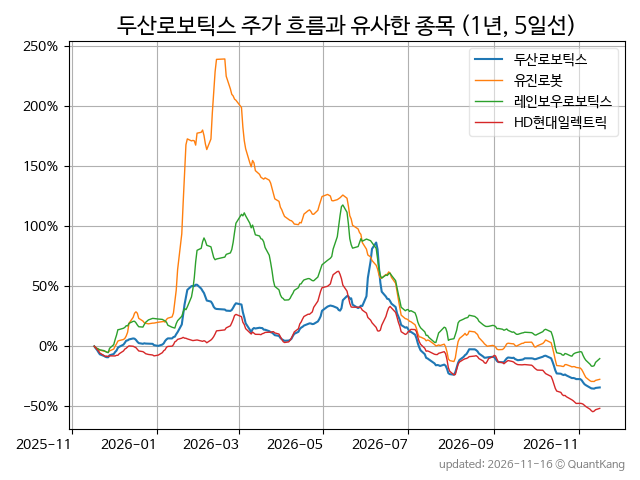 두산로보틱스 주가 흐름과 유사한 종목 (1년, 5일선)
250%
200%
150%
100%
50%
0%
−50%
두산로보틱스
유진로봇
레인보우로보틱스
HD현대일렉트릭
2025-11
2026-01
2026-03
2026-05
2026-07
2026-09
2026-11
updated: 2026-11-16 © QuantKang